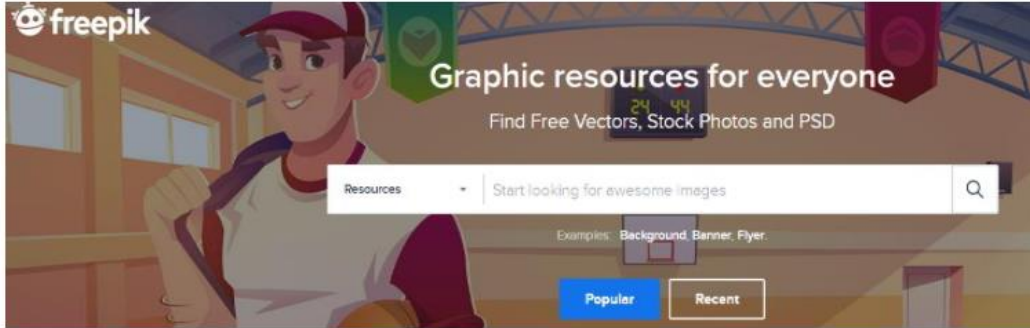 freepik
Graphic resources for everyone
24 44
Find Free Vectors, Stock Photos and PSD
Resources
Start looking for awesome images
Examples: Background, Banner, Flyer.
Popular
Recent